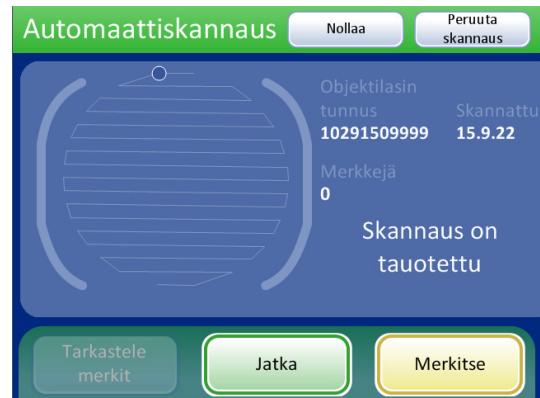 Automaattiskannaus
Nollaa
Peruuta
skannaus
Objektilasin
tunnus
Skannattu
10291509999
15.9.22
Merkkejä
0
Skannaus on
tauotettu
Tarkastele
merkit
Jatka
Merkitse